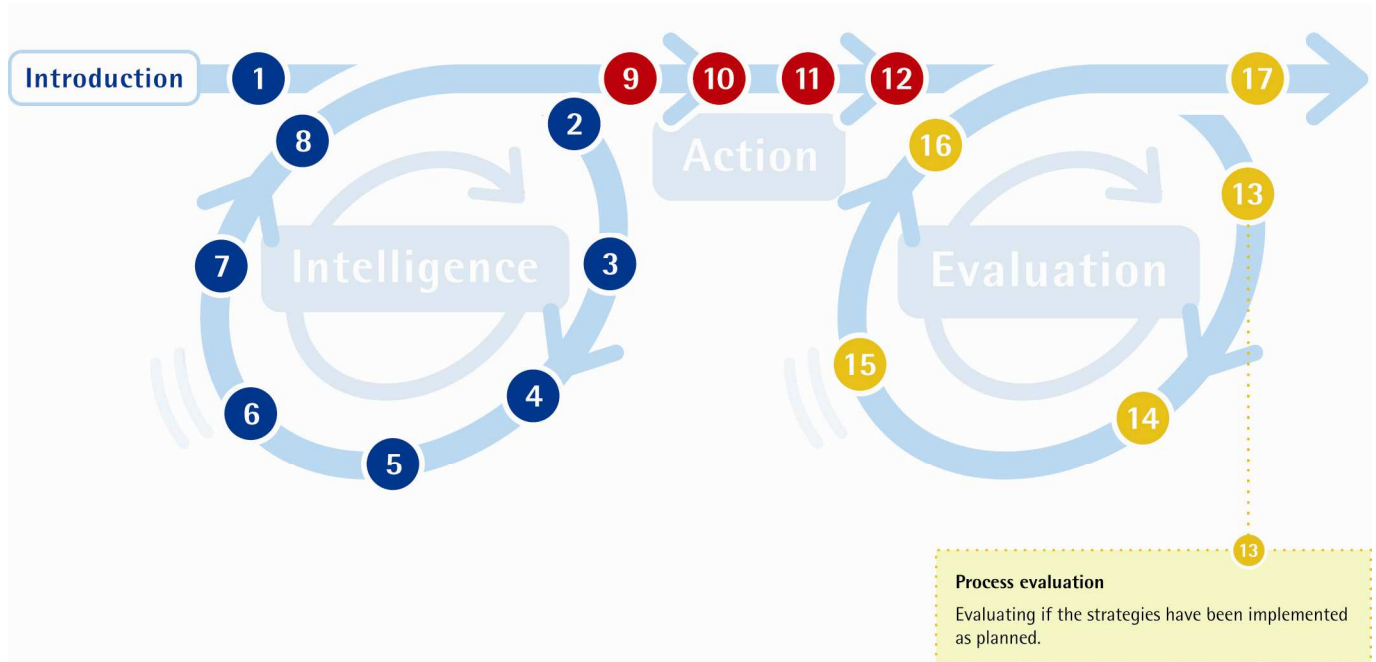 Introduction
1
2
3
4
5
6
7
8
Intelligence
9
10
11
12
Action
13
14
15
16
17
Evaluation
13
Process evaluation
Evaluating if the strategies have been implemented
as planned.